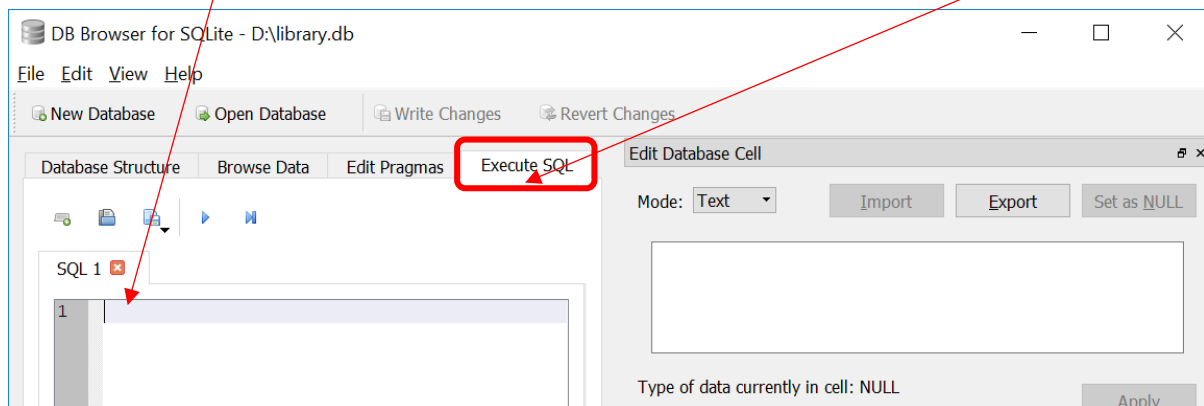 DB Browser for SQLite - D:\library.db
File Edit View Help
New Database Open Database Write Changes Revert Changes
Database Structure Browse Data Edit Pragmas Execute SQL
Edit Database Cell
Mode: Text Import Export Set as NULL
SQL 1
1
Type of data currently in cell: NULL
Apply